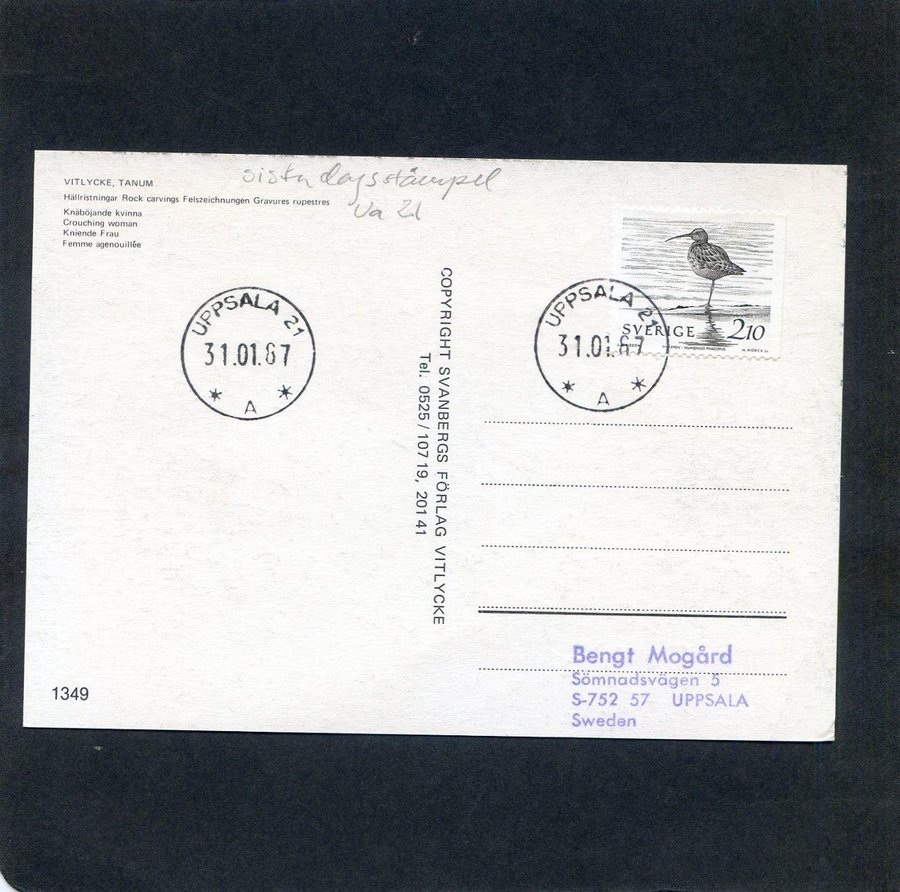 VITLYCKE, TANUM
Hällristningar Rock carvings Felszeichnungen Gravures rupestres
Knäböjande kvinna
Crouching woman
Kniende Frau
Femme agenouillée
dagsstämpel
21
UPPSALA 21
31.01.87
A
COPYRIGHT SVANBERGS FÖRLAG VITLYCKE
Tel. 0525/107 19, 201 41
UPPSALA 21
31.01.87
A
SVERIGE 2.10
NUMENIUS
Bengt Mogård
Sömnadsvägen 5
S-752 57 UPPSALA
Sweden
1349